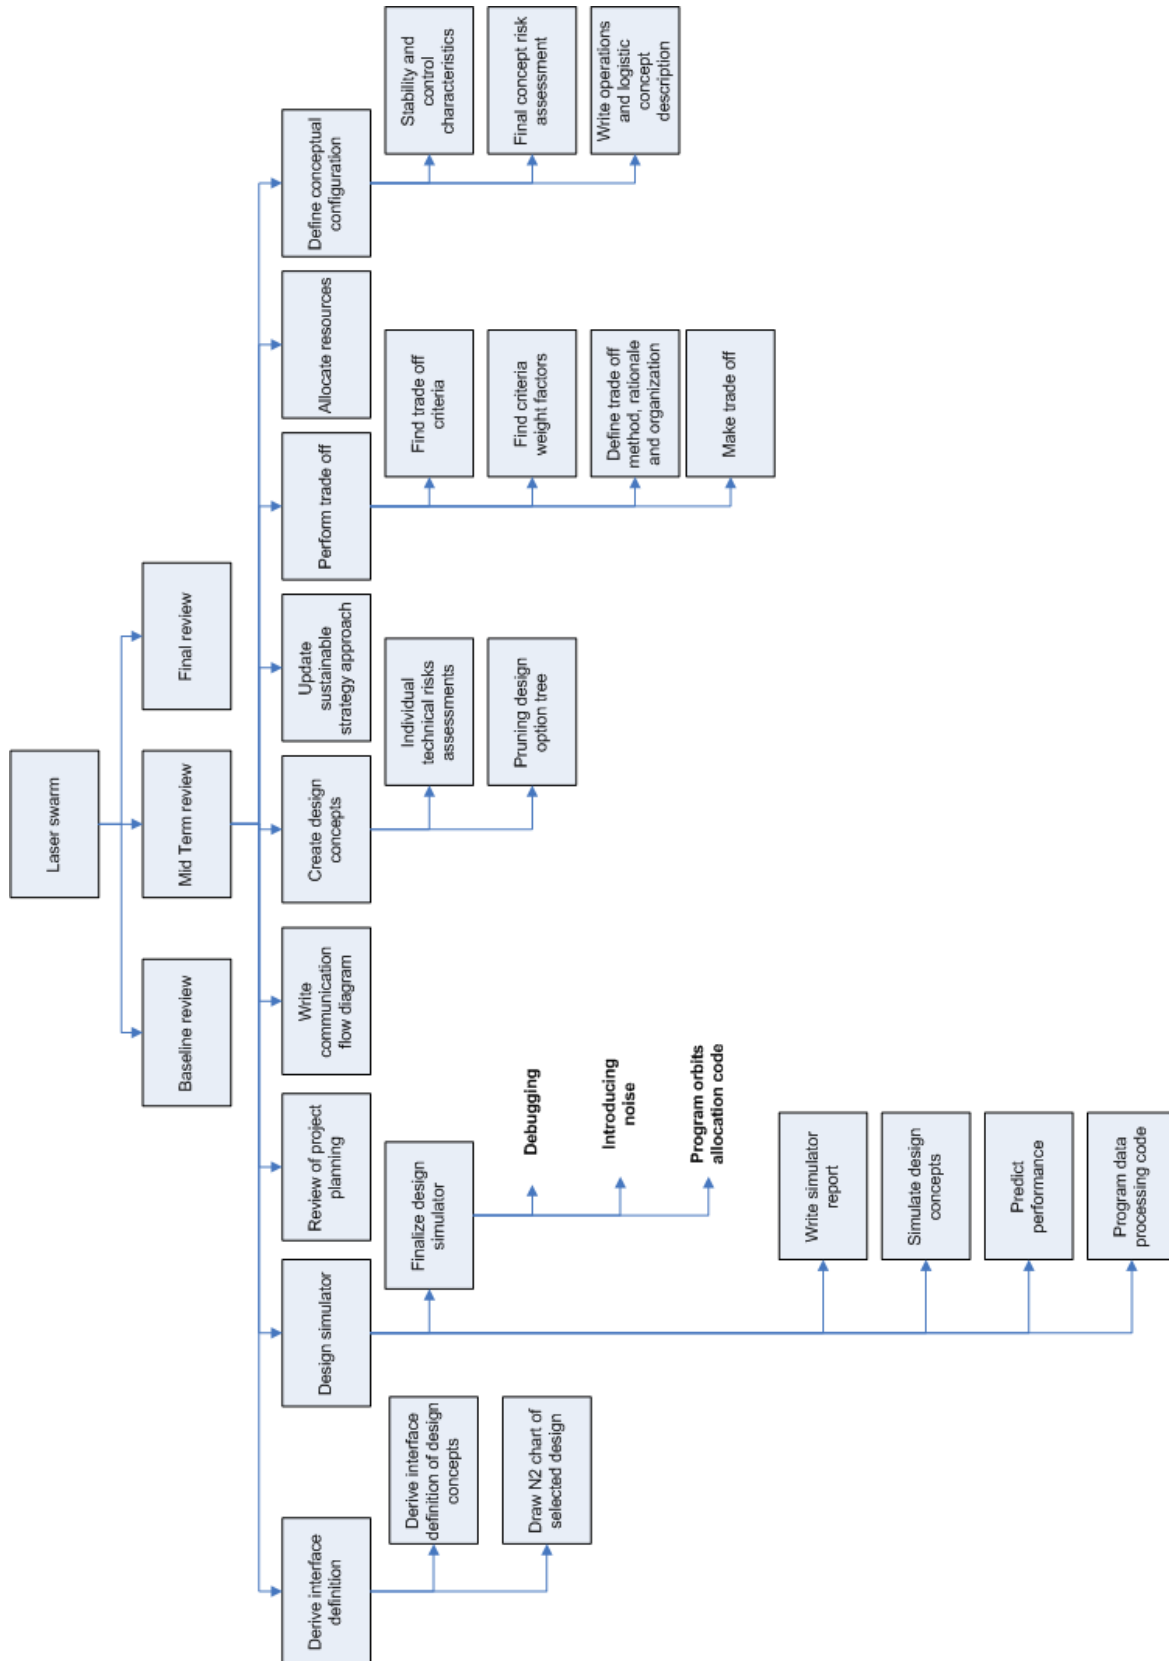 Laser swarm
Baseline review
Mid Term review
Final review
Derive interface
definition
Design simulator
Review of project
planning
Write
communication
flow diagram
Create design
concepts
Update
sustainable
strategy approach
Perform trade off
Allocate resources
Define conceptual
configuration
Derive interface
definition of design
concepts
Draw N2 chart of
selected design
Finalize design
simulator
Debugging
Introducing
noise
Program orbits
allocation code
Write simulator
report
Simulate design
concepts
Predict
performance
Program data
processing code
Individual
technical risks
assessments
Pruning design
option tree
Find trade off
criteria
Find criteria
weight factors
Define trade off
method, rationale
and organization
Make trade off
Stability and
control
characteristics
Final concept risk
assessment
Write operations
and logistic
concept
description